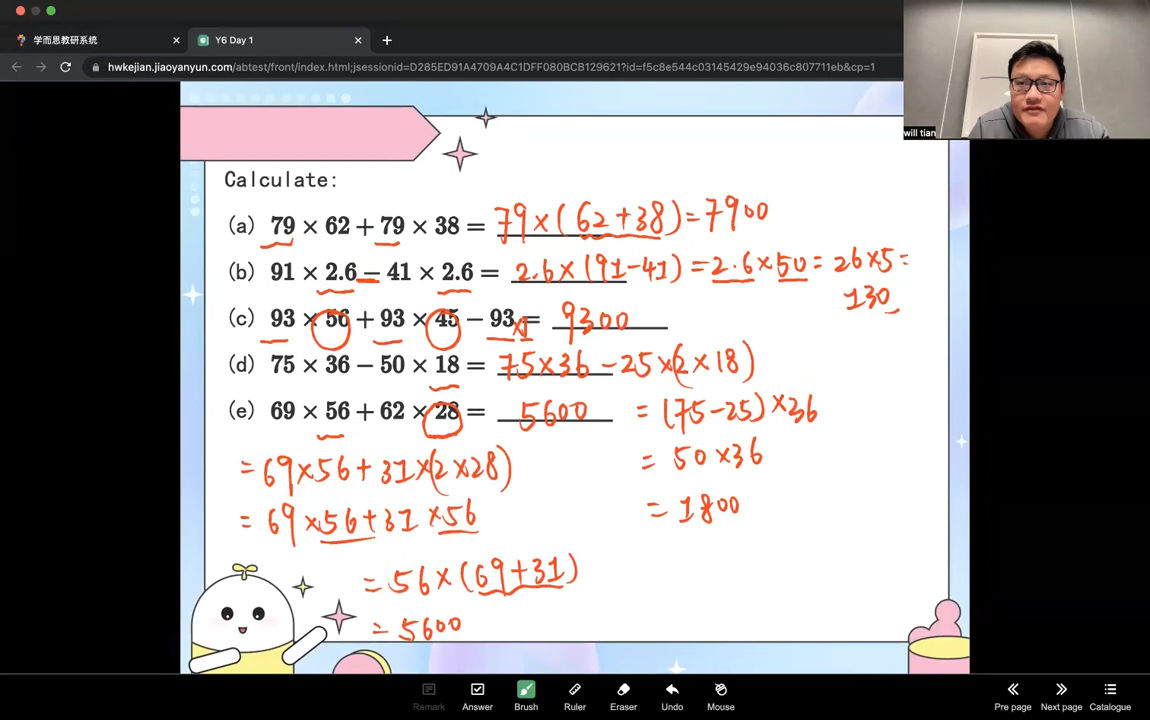 学而思教研系统
Y6 Day 1
hwkejian.jiaoyanyun.com/abtest/front/index.html;jsessionid=D285ED91A4709A4C1DFF080BCB129621?id=f5c8e544c03145429e94036c807711eb&cp=1
will tian
Calculate:
(a) 79 × 62 + 79 × 38 = 79×(62+38)=7900
(b) 91 × 2.6 − 41 × 2.6 = 2.6×(91-41) =2.6×50= 26×5=
130
(c) 93 × 56 + 93 × 45 − 93×1 = 9300
(d) 75 × 36 − 50 × 18 = 75×36 -25×(2×18)
=(75-25)×36
= 50×36
= 1800
(e) 69 × 56 + 62 × 28 = 5600
=69×56+31×(2×28)
= 69×56+31×56
=56×(69+31)
=5600
Remark
Answer
Brush
Ruler
Eraser
Undo
Mouse
Pre page
Next page
Catalogue